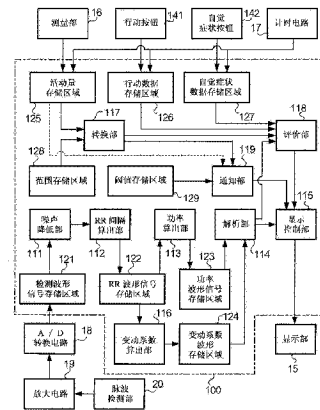 测量部
16
行动按钮
141
自觉
症状按钮
142
计时电路
17
活动量
存储区域
125
行动数据
存储区域
126
自觉症状
数据存储区域
127
117
转换部
119
118
评价部
128
范围存储区域
阈值存储区域
129
通知部
115
噪声
降低部
111
RR 间隔
算出部
112
功率
算出部
113
解析部
114
显示
控制部
121
检测波形
信号存储区域
122
RR 波形信号
存储区域
123
功率
波形信号
存储区域
18
A / D
转换电路
116
变动系数
算出部
124
变动系数
波形
存储区域
19
放大电路
脉波
检测部
20
100
显示部
15